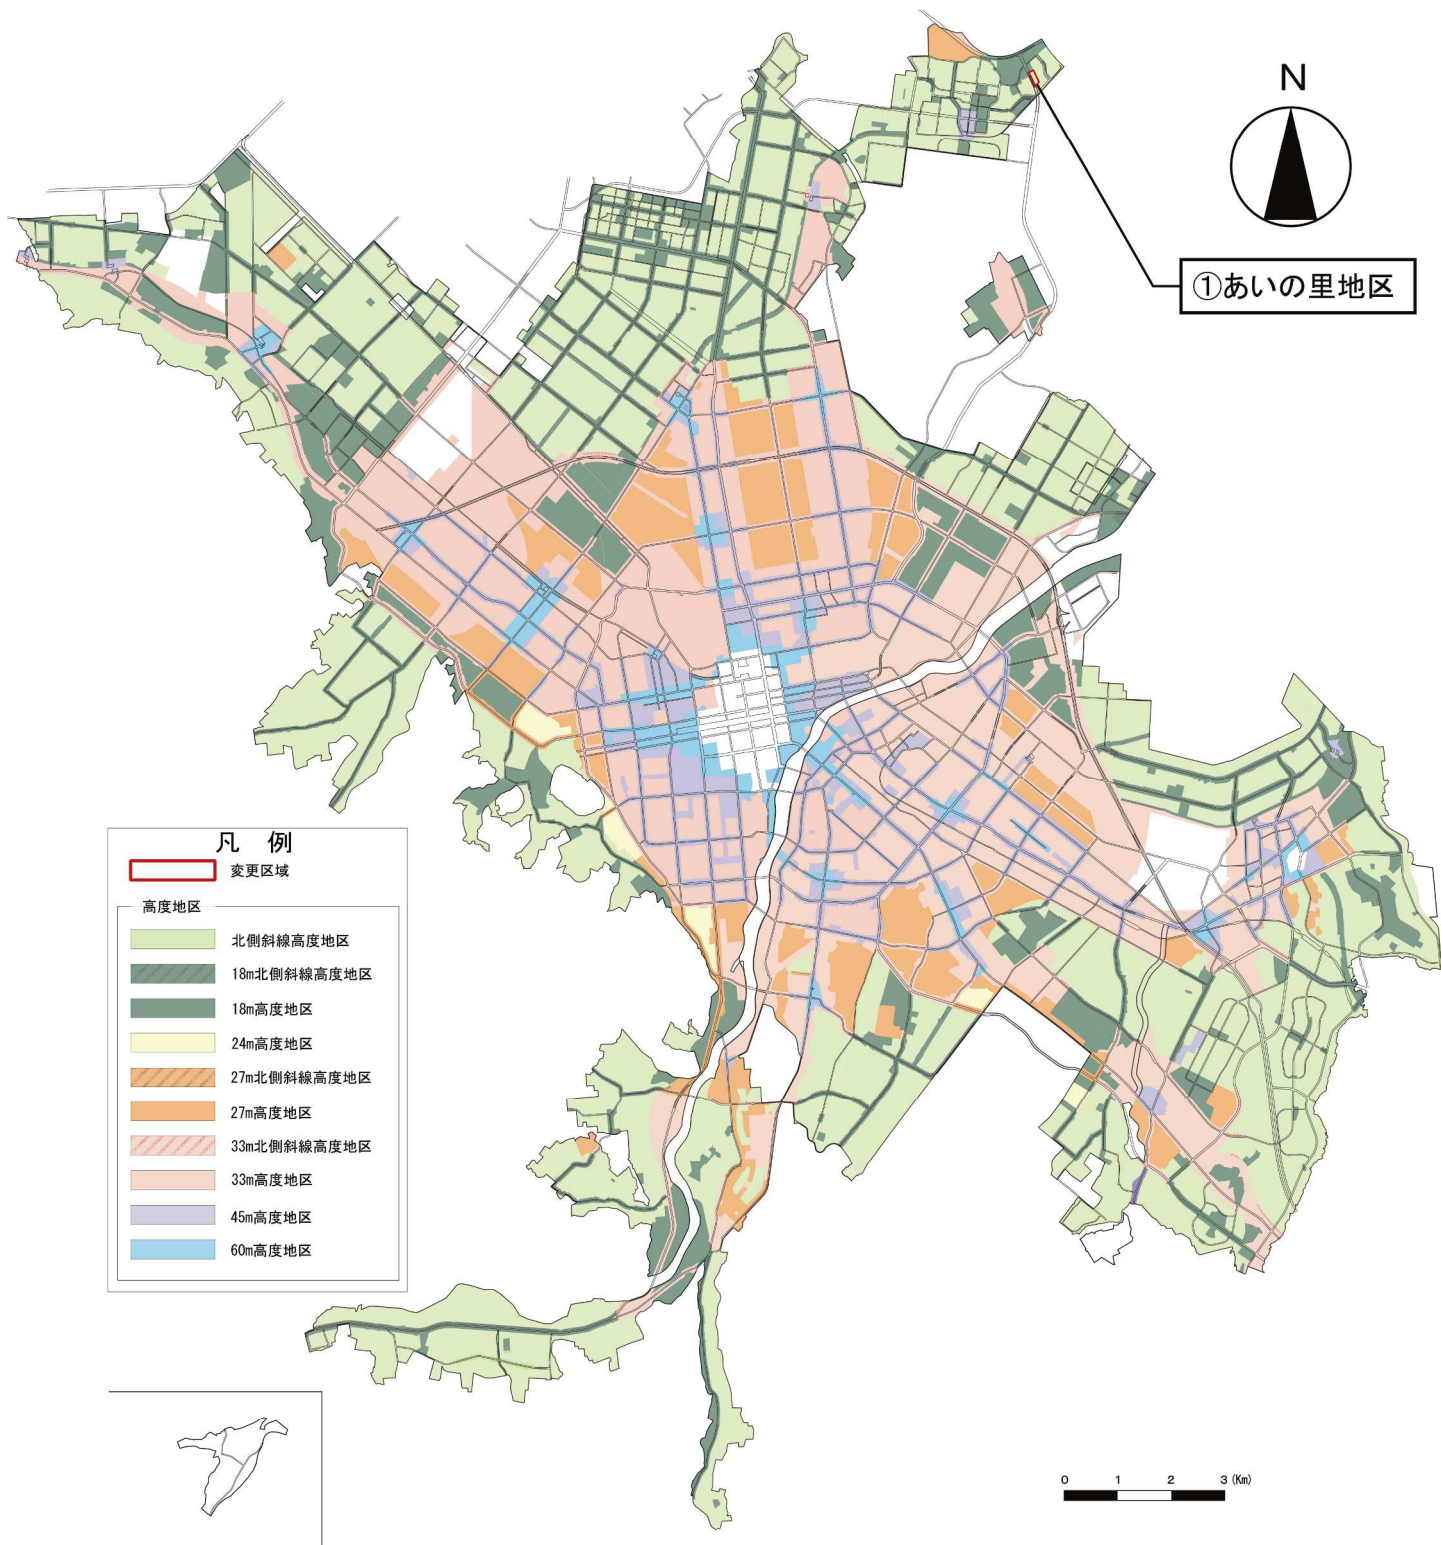 N
①あいの里地区
凡 例
変更区域
高度地区
北側斜線高度地区
18m北側斜線高度地区
18m高度地区
24m高度地区
27m北側斜線高度地区
27m高度地区
33m北側斜線高度地区
33m高度地区
45m高度地区
60m高度地区
0 1 2 3 (Km)